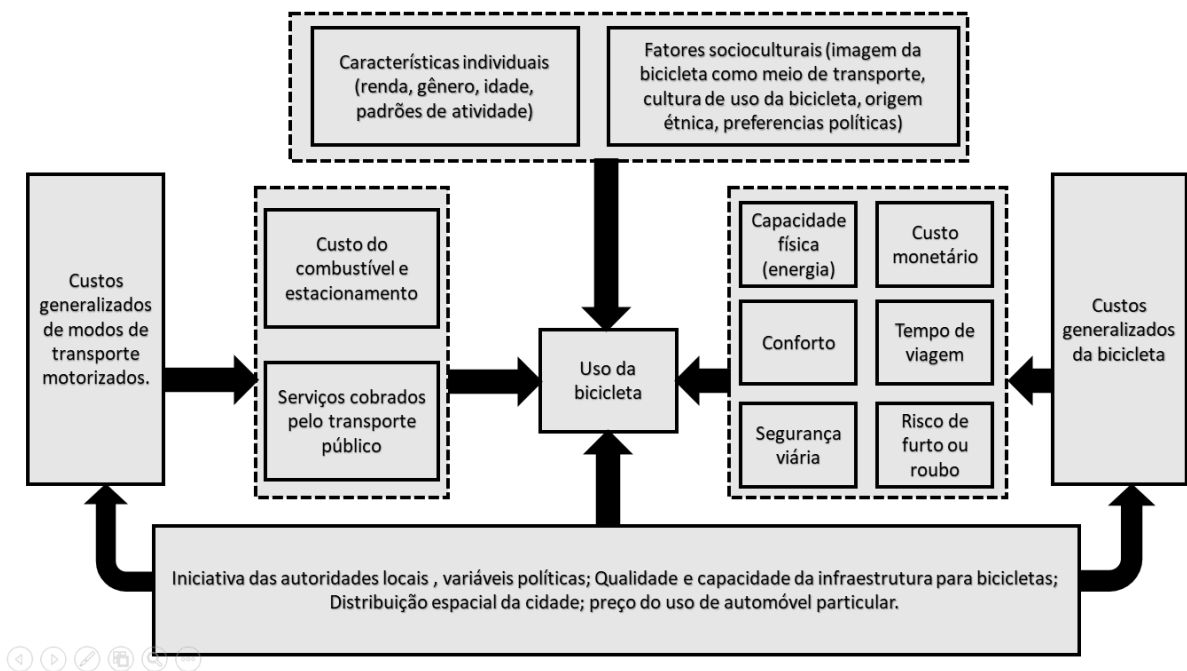 Características individuais
(renda, gênero, idade,
padrões de atividade)
Fatores socioculturais (imagem da
bicicleta como meio de transporte,
cultura de uso da bicicleta, origem
étnica, preferencias políticas)
Custos
generalizados
de modos de
transporte
motorizados.
Custo do
combustível e
estacionamento
Serviços cobrados
pelo transporte
público
Uso da
bicicleta
Capacidade
física
(energia)
Custo
monetário
Conforto
Tempo de
viagem
Segurança
viária
Risco de
furto ou
roubo
Custos
generalizados
da bicicleta
Iniciativa das autoridades locais , variáveis políticas; Qualidade e capacidade da infraestrutura para bicicletas;
Distribuição espacial da cidade; preço do uso de automóvel particular.